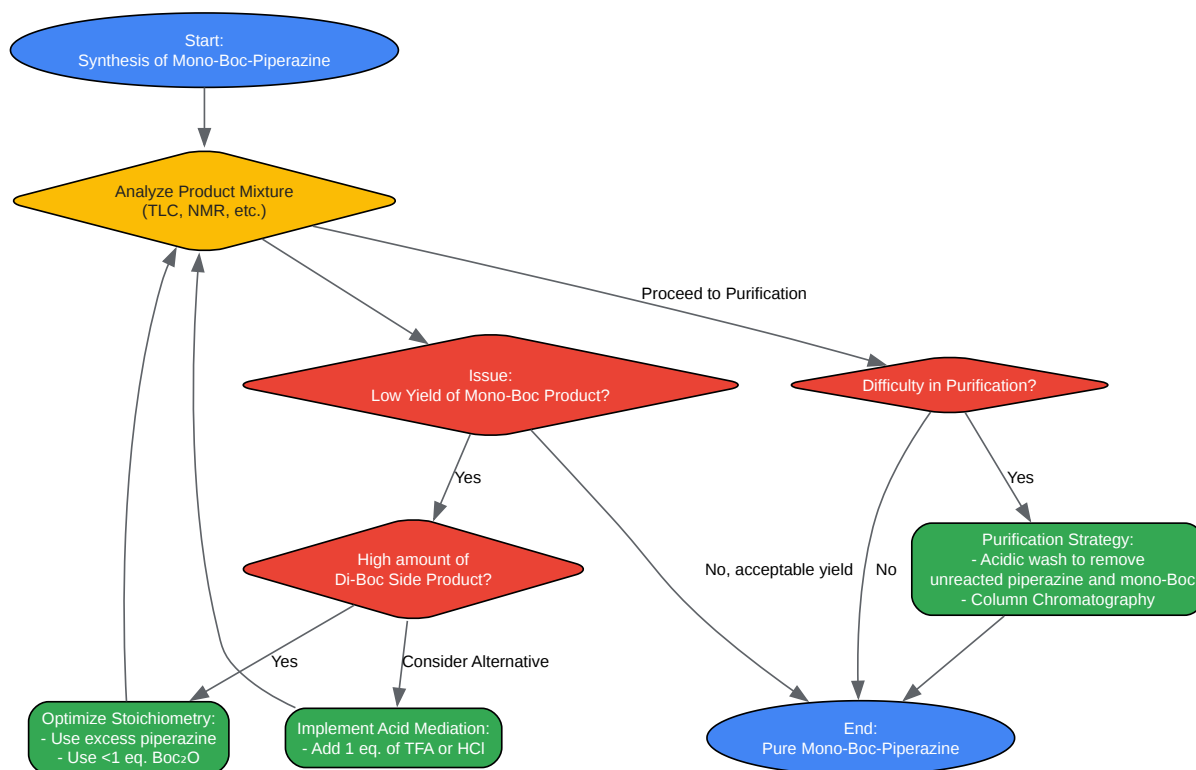 Start:
Synthesis of Mono-Boc-Piperazine
Analyze Product Mixture
(TLC, NMR, etc.)
Proceed to Purification
Issue:
Low Yield of Mono-Boc Product?
Difficulty in Purification?
Yes
Yes
High amount of
Di-Boc Side Product?
No, acceptable yield
No
Purification Strategy:
- Acidic wash to remove
unreacted piperazine and mono-Boc
- Column Chromatography
Yes
Consider Alternative
Optimize Stoichiometry:
- Use excess piperazine
- Use <1 eq. Boc₂O
Implement Acid Mediation:
- Add 1 eq. of TFA or HCl
End:
Pure Mono-Boc-Piperazine